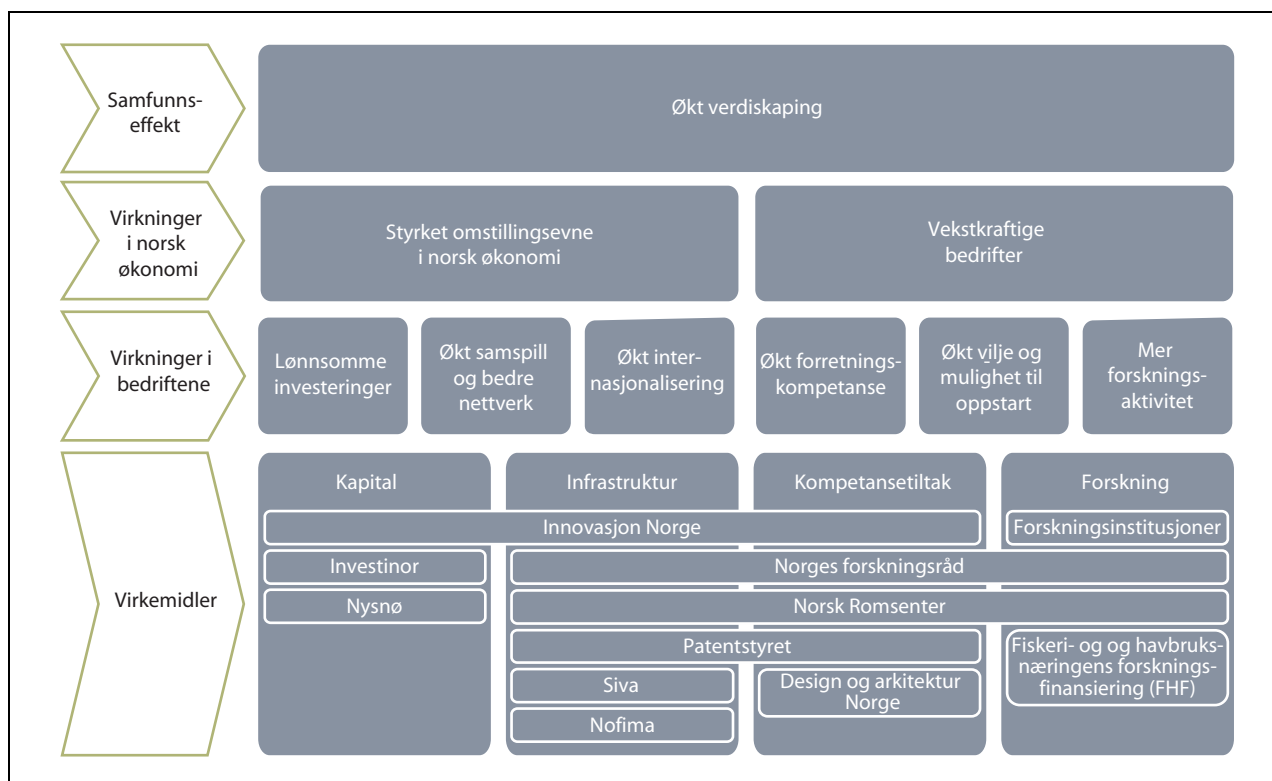 Samfunns-
effekt
Økt verdiskaping
Virkninger
i norsk
økonomi
Styrket omstillingsevne
i norsk økonomi
Vekstkraftige
bedrifter
Virkninger i
bedriftene
Lønnsomme
investeringer
Økt samspill
og bedre
nettverk
Økt inter-
nasjonalisering
Økt forretnings-
kompetanse
Økt vilje og
mulighet til
oppstart
Mer
forsknings-
aktivitet
Virkemidler
Kapital
Infrastruktur
Kompetansetiltak
Forskning
Innovasjon Norge
Forskningsinstitusjoner
Investinor
Norges forskningsråd
Nysnø
Norsk Romsenter
Patentstyret
Fiskeri- og og havbruks-
næringens forsknings-
finansiering (FHF)
Siva
Design og arkitektur
Norge
Nofima